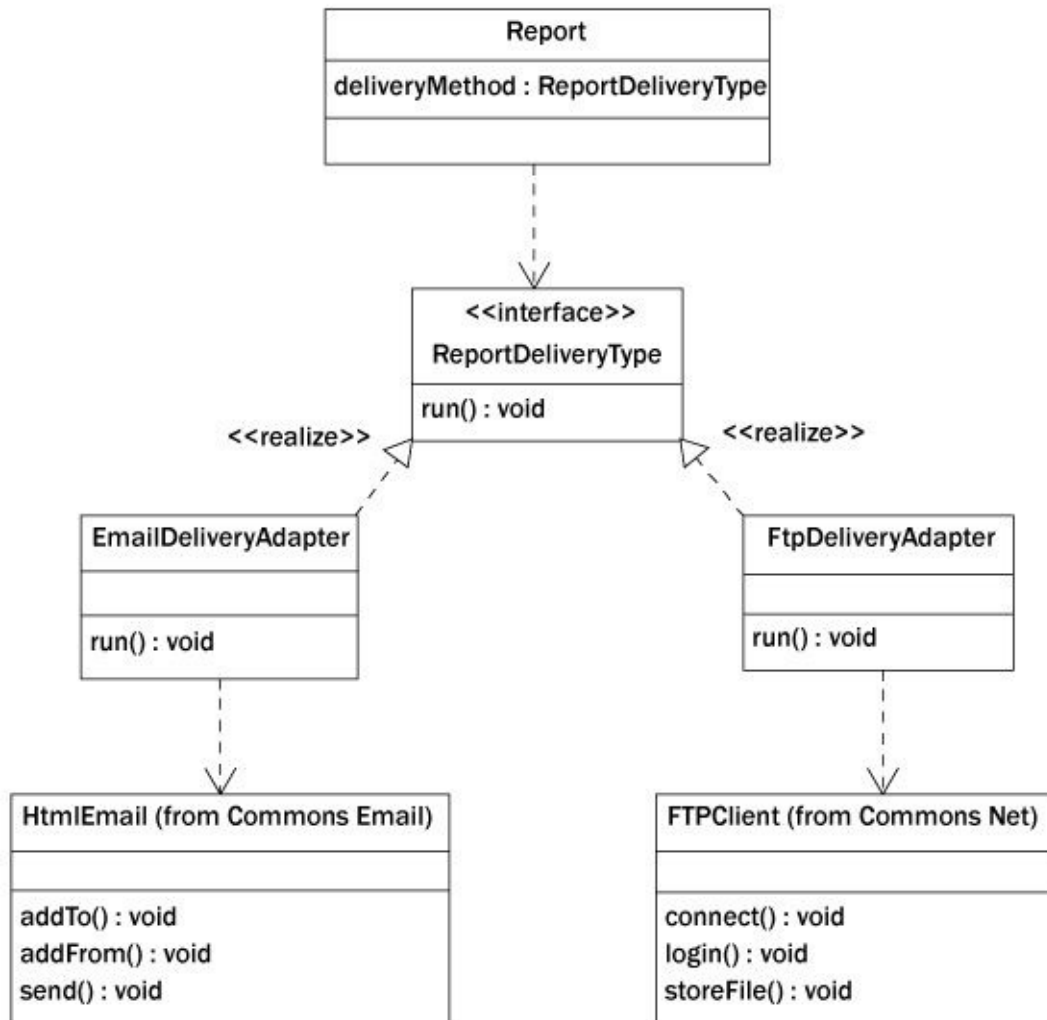 Report
deliveryMethod : ReportDeliveryType
<<interface>>
ReportDeliveryType
run() : void
<<realize>>
<<realize>>
EmailDeliveryAdapter
run() : void
FtpDeliveryAdapter
run() : void
HtmlEmail (from Commons Email)
addTo() : void
addFrom() : void
send() : void
FTPClient (from Commons Net)
connect() : void
login() : void
storeFile() : void